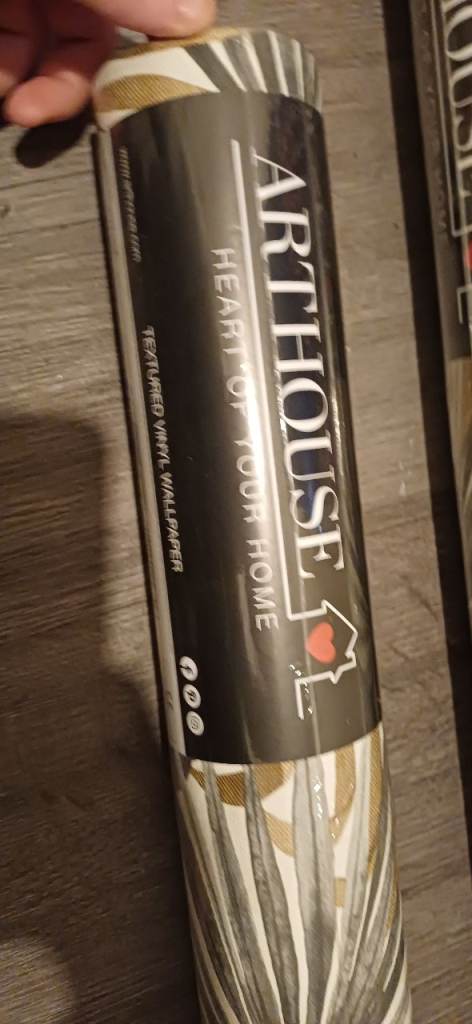 ARTHOUSE
HEART OF YOUR HOME
TEXTURED VINYL WALLPAPER